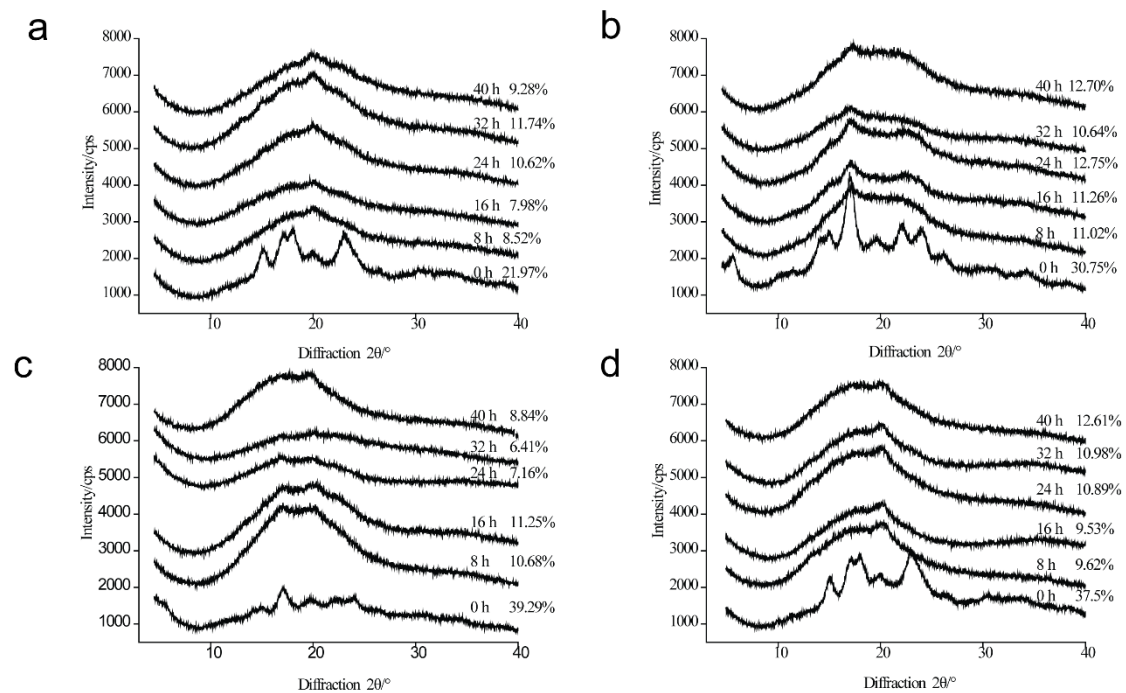 a
8000
7000
6000
5000
4000
3000
2000
1000
Intensity/cps
40 h 9.28%
32 h 11.74%
24 h 10.62%
16 h 7.98%
8 h 8.52%
0 h 21.97%
10 20 30 40
Diffraction 2θ/°
b
8000
7000
6000
5000
4000
3000
2000
1000
Intensity/cps
40 h 12.70%
32 h 10.64%
24 h 12.75%
16 h 11.26%
8 h 11.02%
0 h 30.75%
10 20 30 40
Diffraction 2θ/°
c
8000
7000
6000
5000
4000
3000
2000
1000
Intensity/cps
40 h 8.84%
32 h 6.41%
24 h 7.16%
16 h 11.25%
8 h 10.68%
0 h 39.29%
10 20 30 40
Diffraction 2θ/°
d
8000
7000
6000
5000
4000
3000
2000
1000
Intensity/cps
40 h 12.61%
32 h 10.98%
24 h 10.89%
16 h 9.53%
8 h 9.62%
0 h 37.5%
10 20 30 40
Diffraction 2θ/°